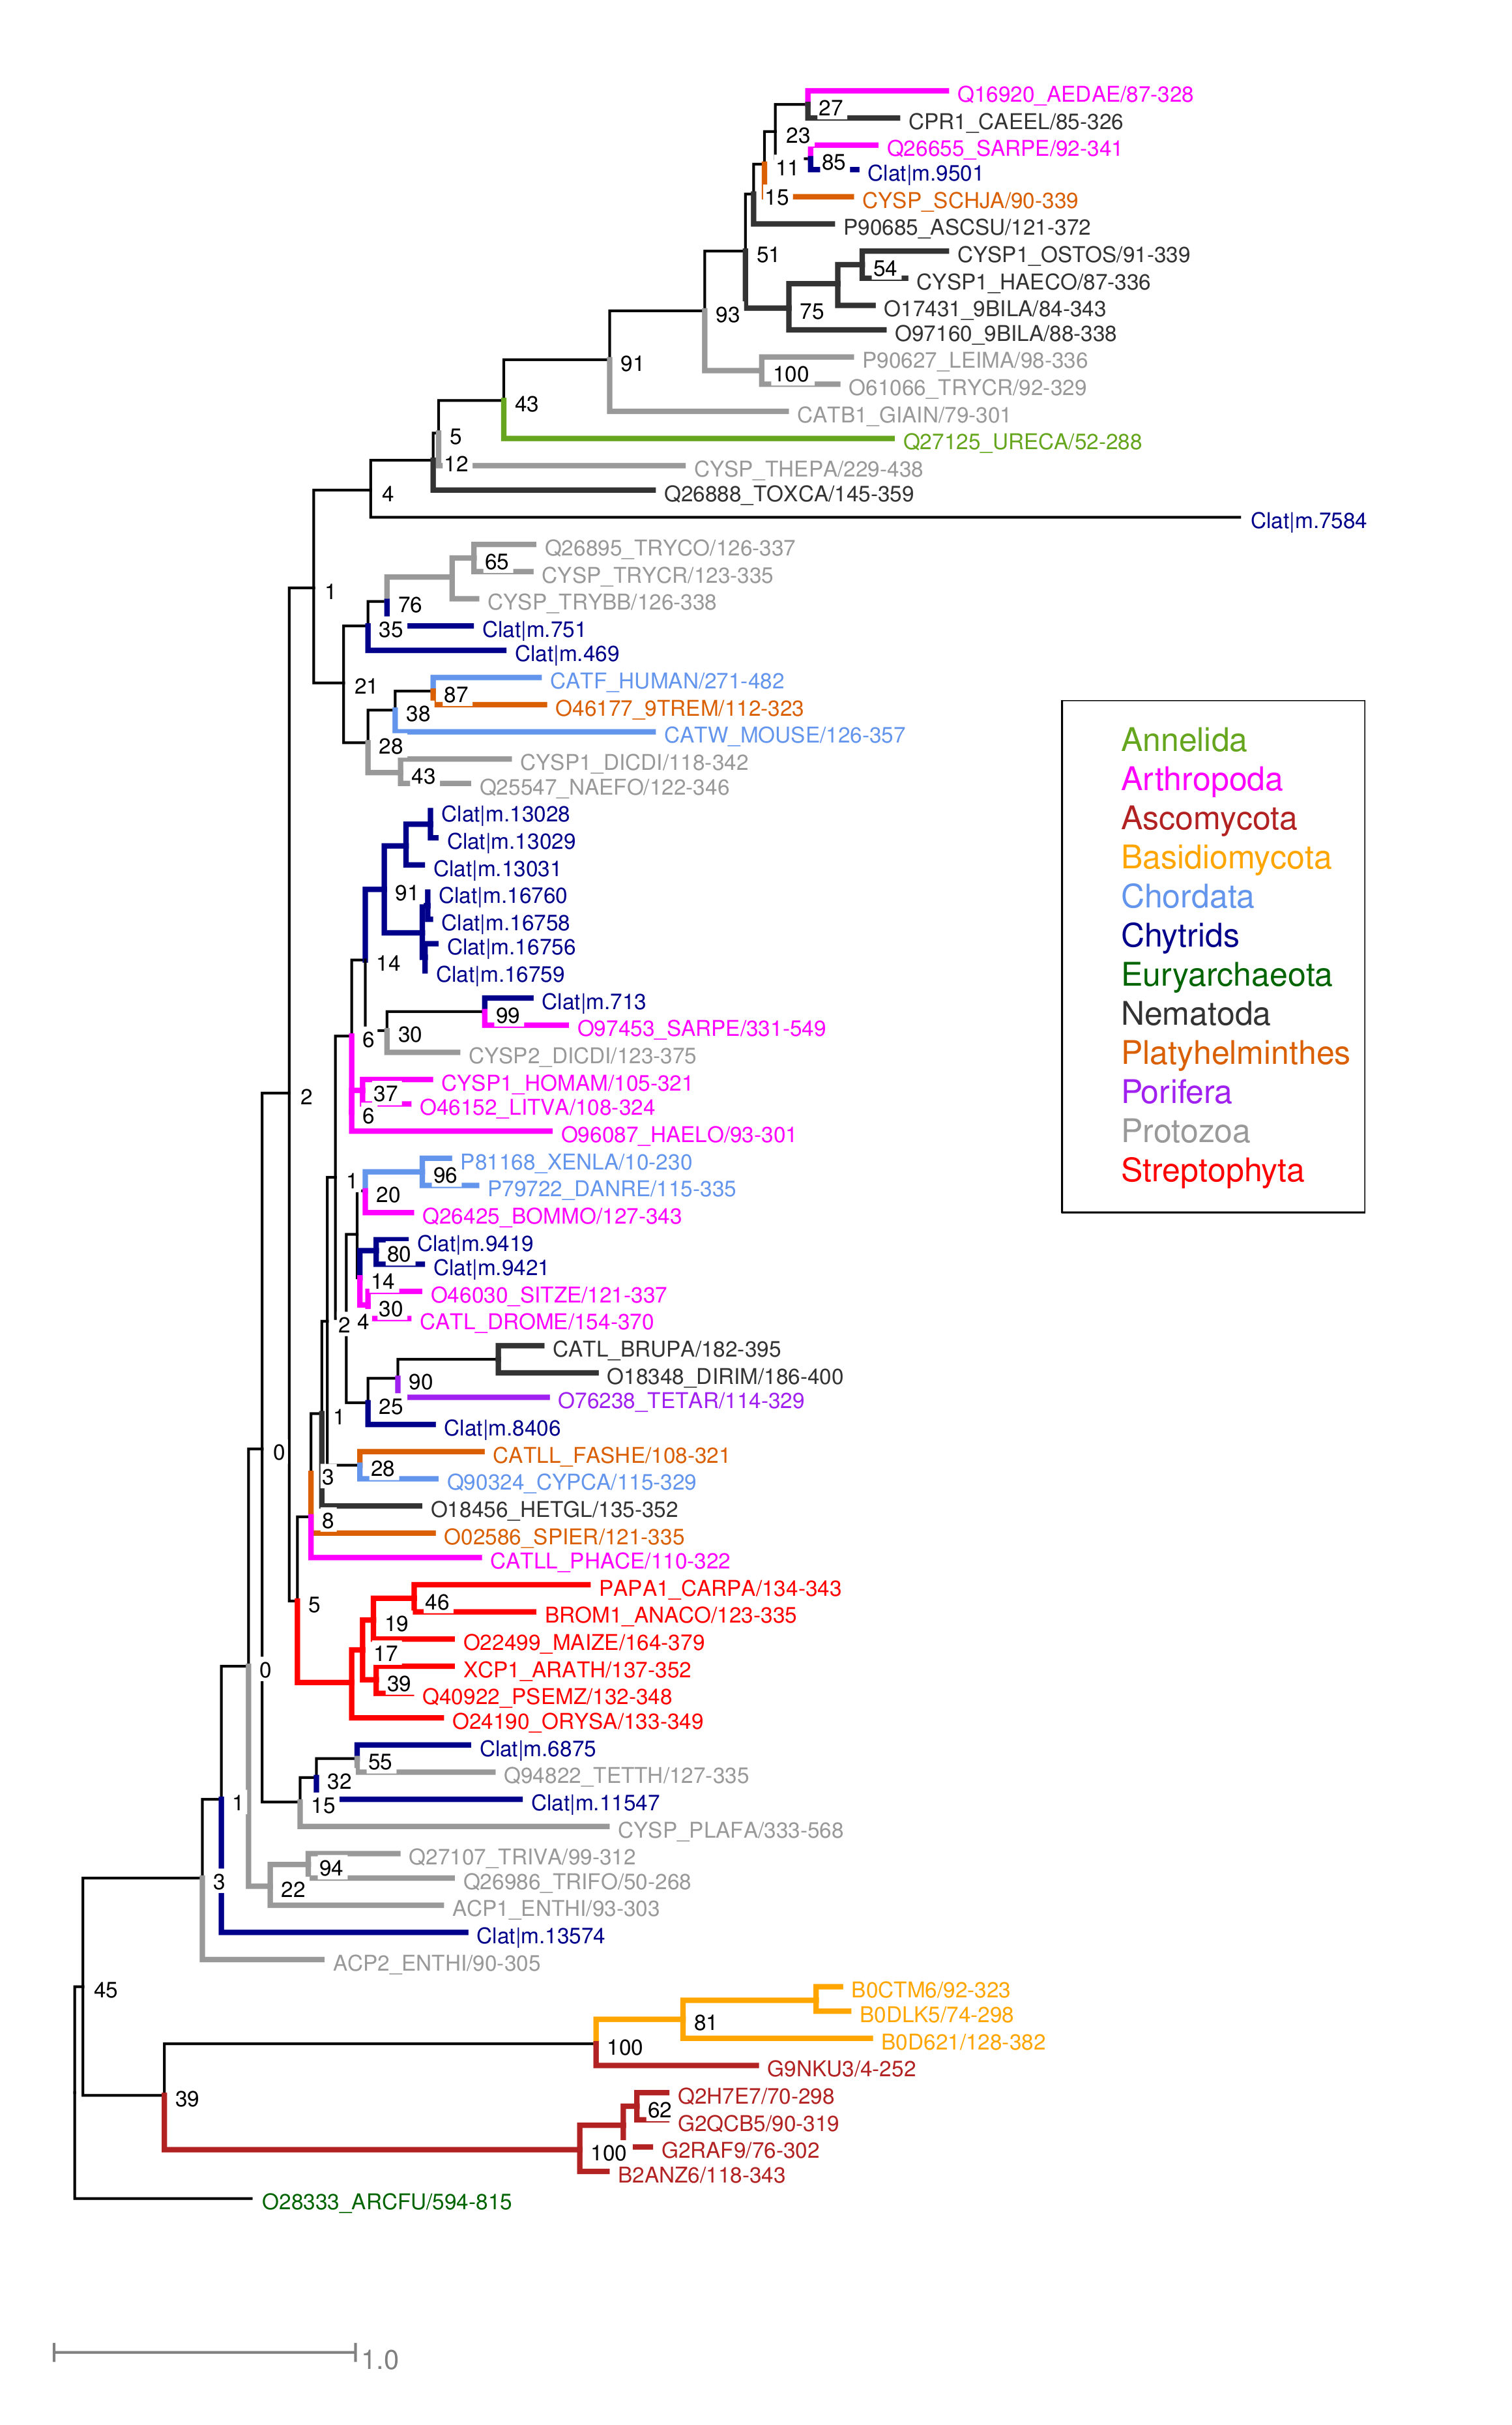 Q16920_AEDAE/87-328
27
CPR1_CAEEL/85-326
23
Q26655_SARPE/92-341
11
85
Clat|m.9501
15
CYSP_SCHJA/90-339
P90685_ASCSU/121-372
51
CYSP1_OSTOS/91-339
54
CYSP1_HAECO/87-336
O17431_9BILA/84-343
75
93
O97160_9BILA/88-338
P90627_LEIMA/98-336
91
100
O61066_TRYCR/92-329
43
CATB1_GIAIN/79-301
5
Q27125_URECA/52-288
12
CYSP_THEPA/229-438
4
Q26888_TOXCA/145-359
Clat|m.7584
Q26895_TRYCO/126-337
65
CYSP_TRYCR/123-335
1
76
CYSP_TRYBB/126-338
35
Clat|m.751
Clat|m.469
21
CATF_HUMAN/271-482
87
38
O46177_9TREM/112-323
28
CATW_MOUSE/126-357
CYSP1_DICDI/118-342
43
Q25547_NAEFO/122-346
Clat|m.13028
Clat|m.13029
Clat|m.13031
91
Clat|m.16760
Clat|m.16758
Clat|m.16756
14
Clat|m.16759
Clat|m.713
99
O97453_SARPE/331-549
6
30
CYSP2_DICDI/123-375
CYSP1_HOMAM/105-321
37
2
O46152_LITVA/108-324
6
O96087_HAELO/93-301
P81168_XENLA/10-230
96
1
20
P79722_DANRE/115-335
Q26425_BOMMO/127-343
Clat|m.9419
80
Clat|m.9421
14
O46030_SITZE/121-337
30
2
4
CATL_DROME/154-370
CATL_BRUPA/182-395
O18348_DIRIM/186-400
90
25
O76238_TETAR/114-329
1
Clat|m.8406
0
CATLL_FASHE/108-321
3
28
Q90324_CYPCA/115-329
O18456_HETGL/135-352
8
O02586_SPIER/121-335
CATLL_PHACE/110-322
5
PAPA1_CARPA/134-343
46
BROM1_ANACO/123-335
19
O22499_MAIZE/164-379
17
0
XCP1_ARATH/137-352
39
Q40922_PSEMZ/132-348
O24190_ORYSA/133-349
Clat|m.6875
55
32
Q94822_TETTH/127-335
1
15
Clat|m.11547
CYSP_PLAFA/333-568
Q27107_TRIVA/99-312
94
3
22
Q26986_TRIFO/50-268
ACP1_ENTHI/93-303
Clat|m.13574
ACP2_ENTHI/90-305
45
B0CTM6/92-323
81
B0DLK5/74-298
B0D621/128-382
100
G9NKU3/4-252
39
Q2H7E7/70-298
62
G2QCB5/90-319
100
G2RAF9/76-302
B2ANZ6/118-343
O28333_ARCFU/594-815
Annelida
Arthropoda
Ascomycota
Basidiomycota
Chordata
Chytrids
Euryarchaeota
Nematoda
Platyhelminthes
Porifera
Protozoa
Streptophyta
1.0